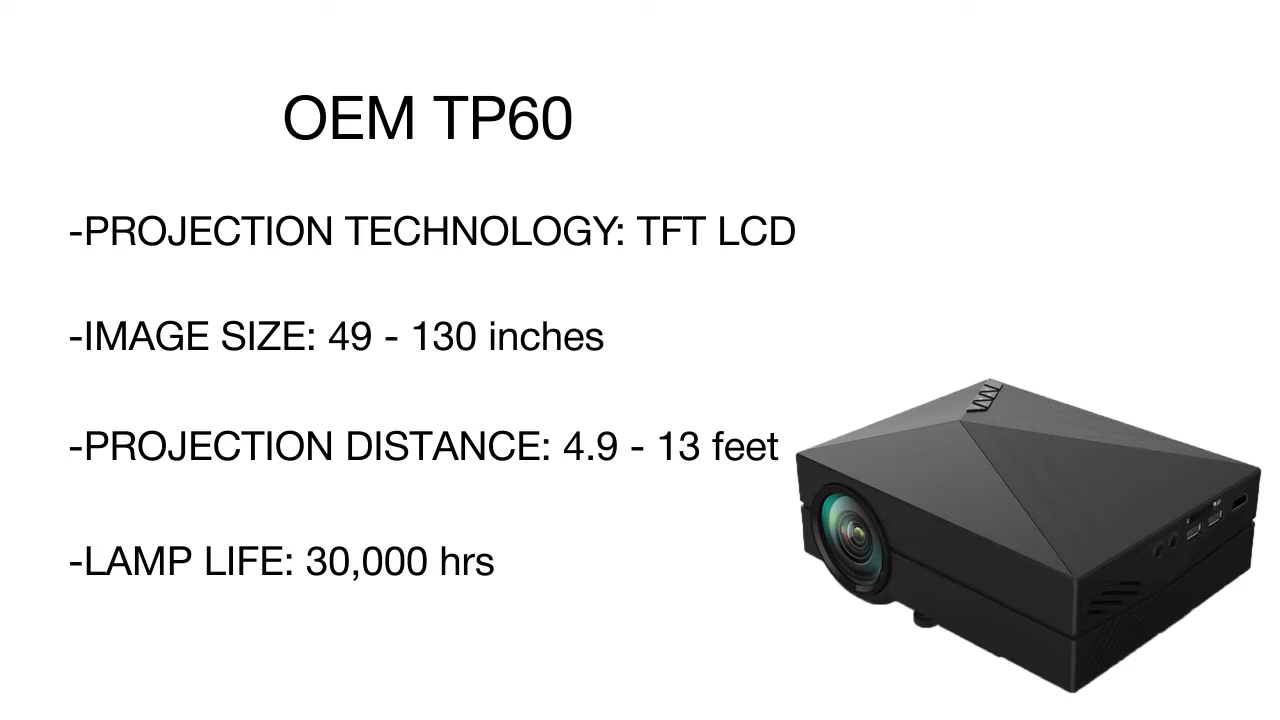 OEM TP60
-PROJECTION TECHNOLOGY: TFT LCD
-IMAGE SIZE: 49 - 130 inches
-PROJECTION DISTANCE: 4.9 - 13 feet
-LAMP LIFE: 30,000 hrs